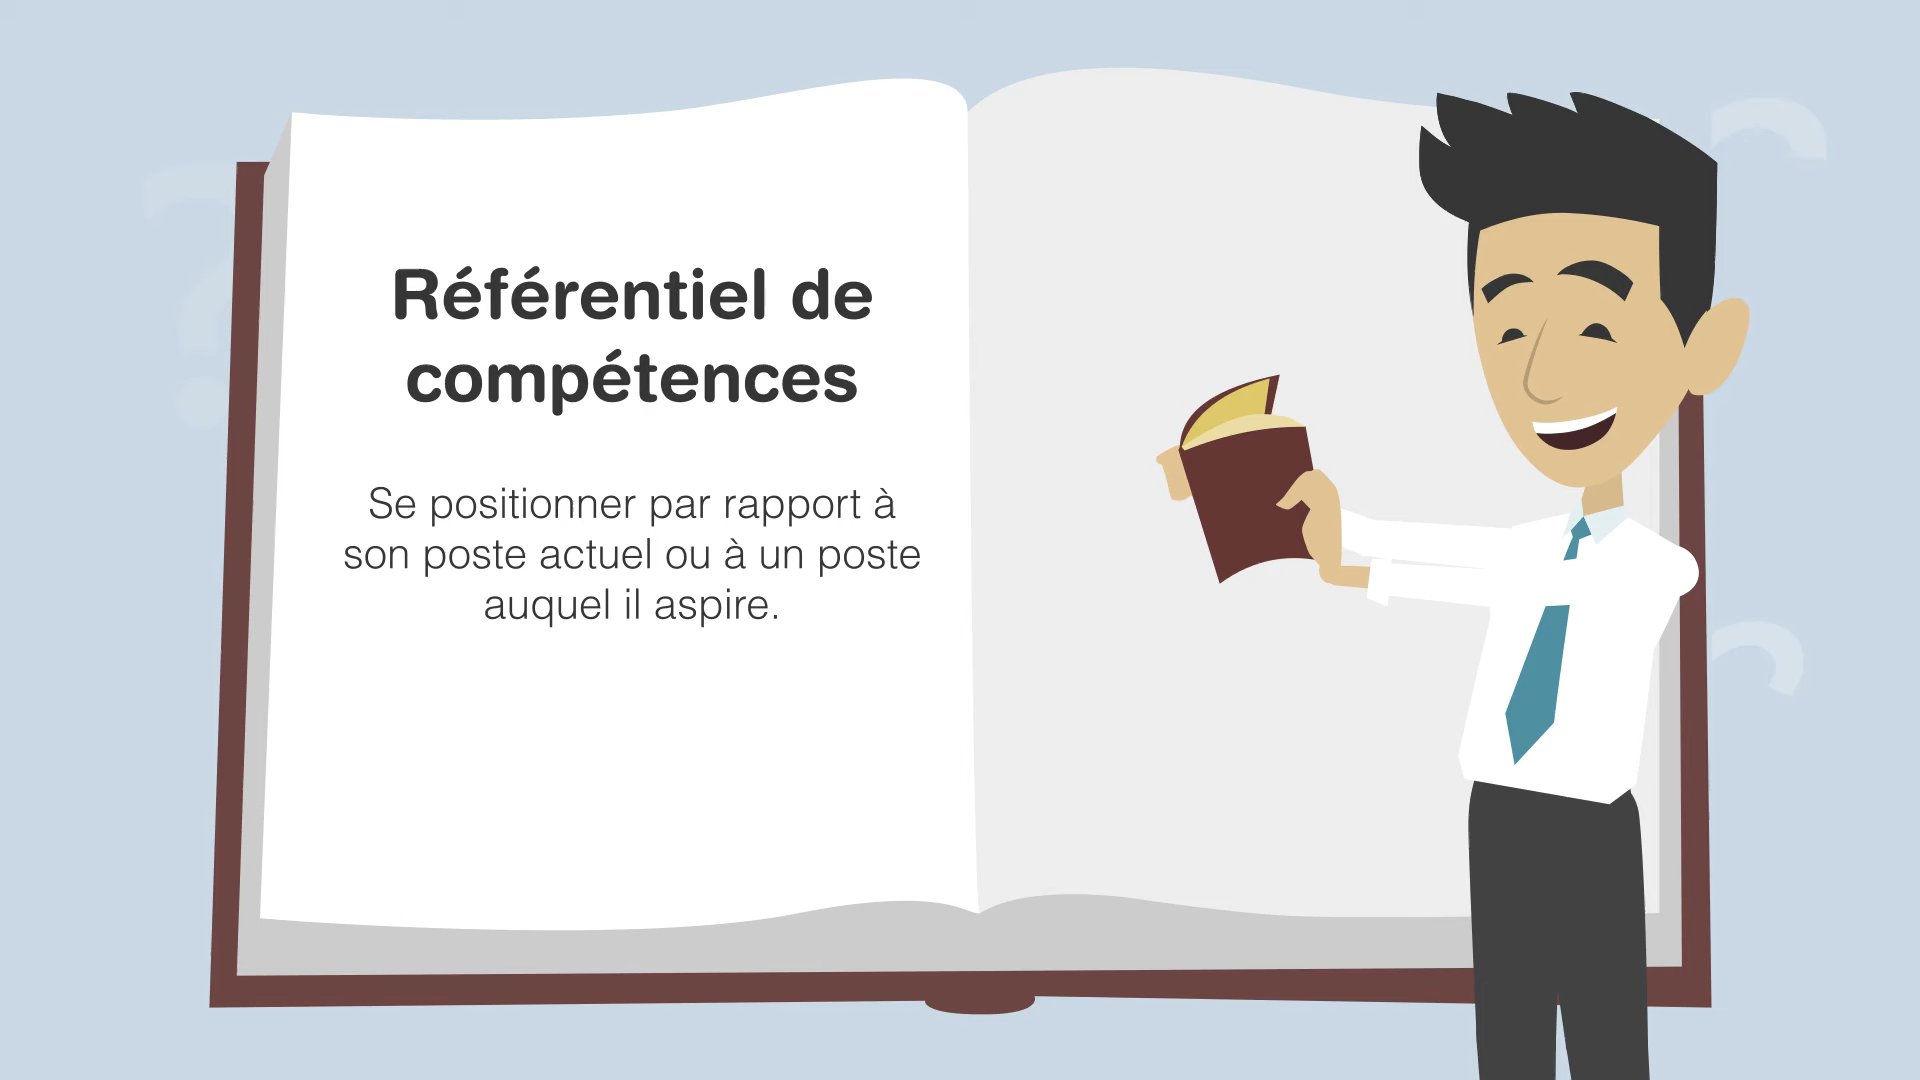 Référentiel de
compétences
Se positionner par rapport à
son poste actuel ou à un poste
auquel il aspire.